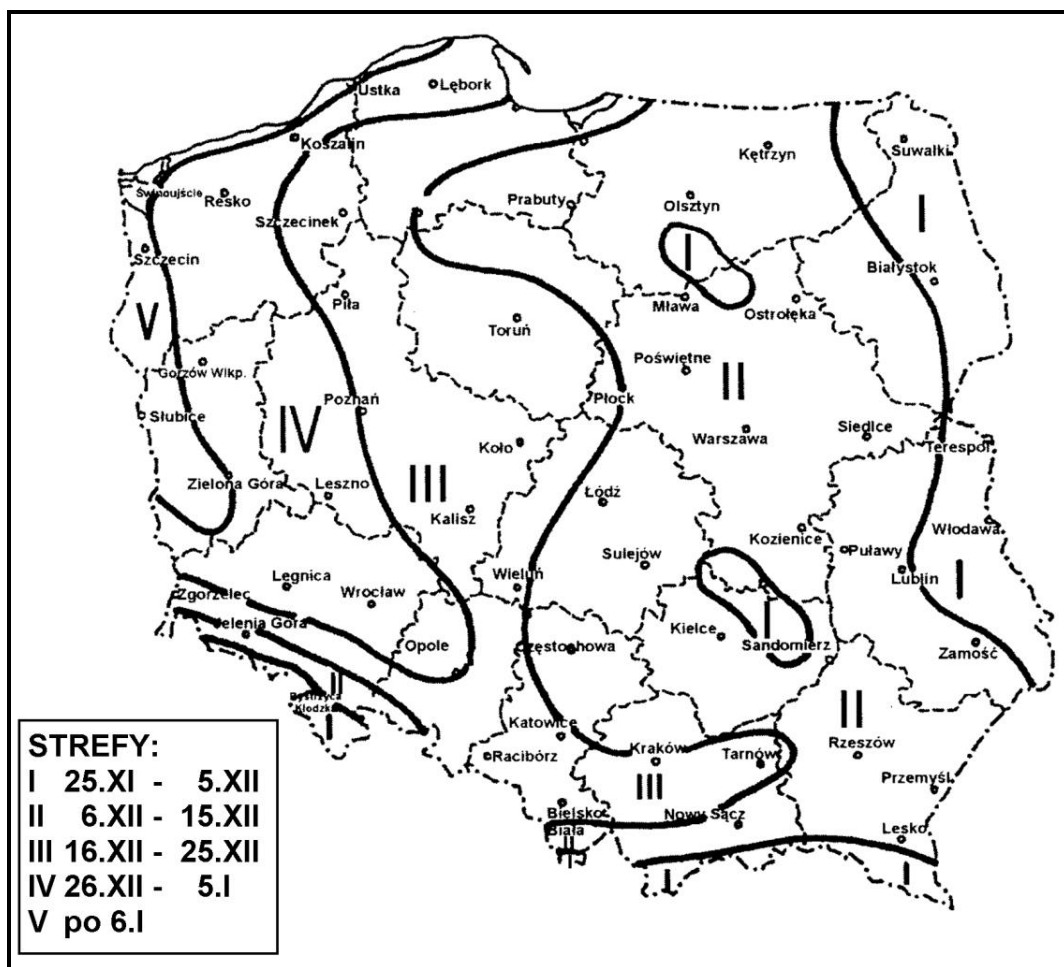 Ustka
Lębork
Koszalin
Kętrzyn
Suwałki
Świnoujście
Resko
Szczecinek
Prabuty
Olsztyn
I
I
Szczecin
Białystok
V
Piła
Toruń
Mława
Ostrołęka
Gorzów Wlkp.
Poświętne
II
Słubice
IV
Poznań
Płock
Warszawa
Siedlce
Terespol
Koło
Zielona Góra
Leszno
III
Kalisz
Łódź
Kozienice
Włodawa
Puławy
Lublin
I
Legnica
Zgorzelec
Wrocław
Wieluń
Sulejów
I
Jelenia Góra
Opole
Częstochowa
Kielce
Sandomierz
Zamość
II
Bystrzyca
Kłodzka
I
Katowice
Kraków
Tarnów
II
Rzeszów
Racibórz
III
Przemyśl
Bielsko
Biała
Nowy Sącz
Lesko
II
I
I
STREFY:
I 25.XI - 5.XII
II 6.XII - 15.XII
III 16.XII - 25.XII
IV 26.XII - 5.I
V po 6.I